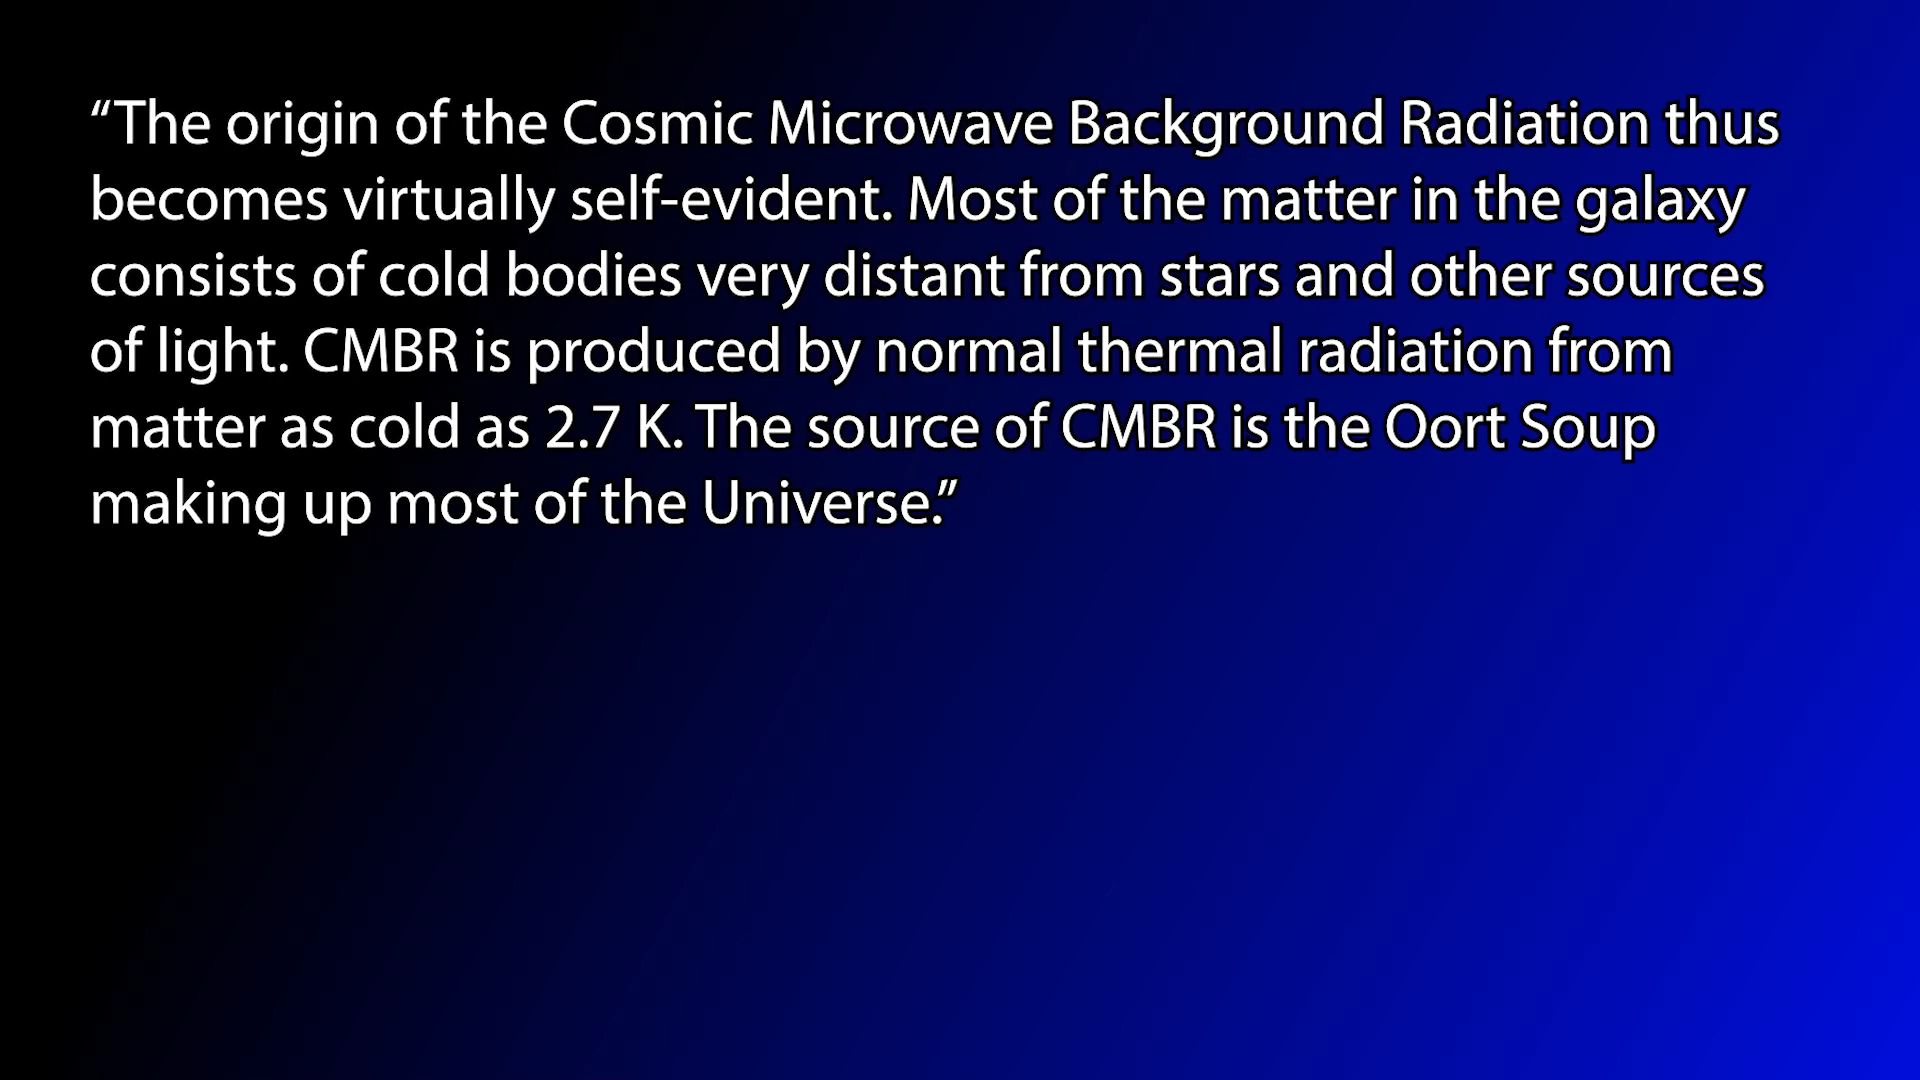 “The origin of the Cosmic Microwave Background Radiation thus
becomes virtually self-evident. Most of the matter in the galaxy
consists of cold bodies very distant from stars and other sources
of light. CMBR is produced by normal thermal radiation from
matter as cold as 2.7 K. The source of CMBR is the Oort Soup
making up most of the Universe.”